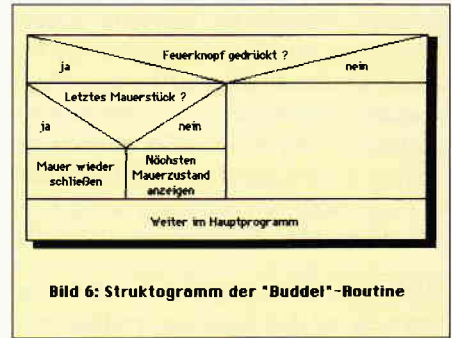 Feuerknopf gedrückt ?
ja
nein
Letztes Mauerstück ?
ja
nein
Mauer wieder
schließen
Nächsten
Mauerzustand
anzeigen
Weiter im Hauptprogramm
Bild 6: Struktogramm der "Buddel"-Routine